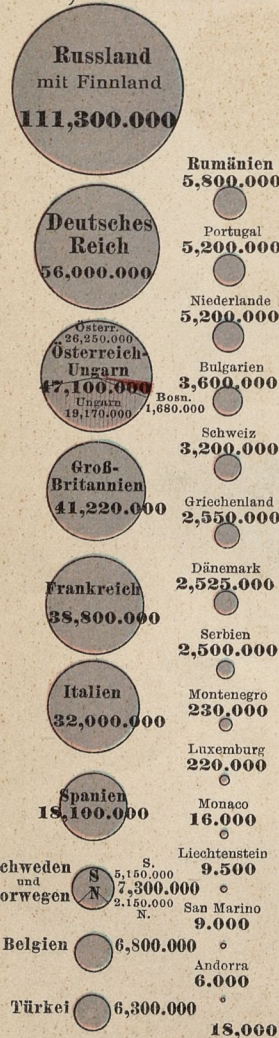 Russland
mit Finnland
111,300.000
Deutsches
Reich
56,000.000
Österr.
26,250.000
Österreich-
Ungarn
47,100.000
Ungarn
19,170.000
Bosn.
1,680.000
Groß-
Britannien
41,220.000
Frankreich
38,800.000
Italien
32,000.000
Spanien
18,100.000
chweden
und
orwegen
S
N
S.
5,150.000
7,300.000
2.150.000
N.
Belgien
6,800.000
Türkei
6,300.000
Rumänien
5,800.000
Portugal
5,200.000
Niederlande
5,200.000
Bulgarien
3,600.000
Schweiz
3,200.000
Griechenland
2,550.000
Dänemark
2,525.000
Serbien
2,500.000
Montenegro
230.000
Luxemburg
220.000
Monaco
16.000
Liechtenstein
9.500
San Marino
9.000
Andorra
6.000
18,000